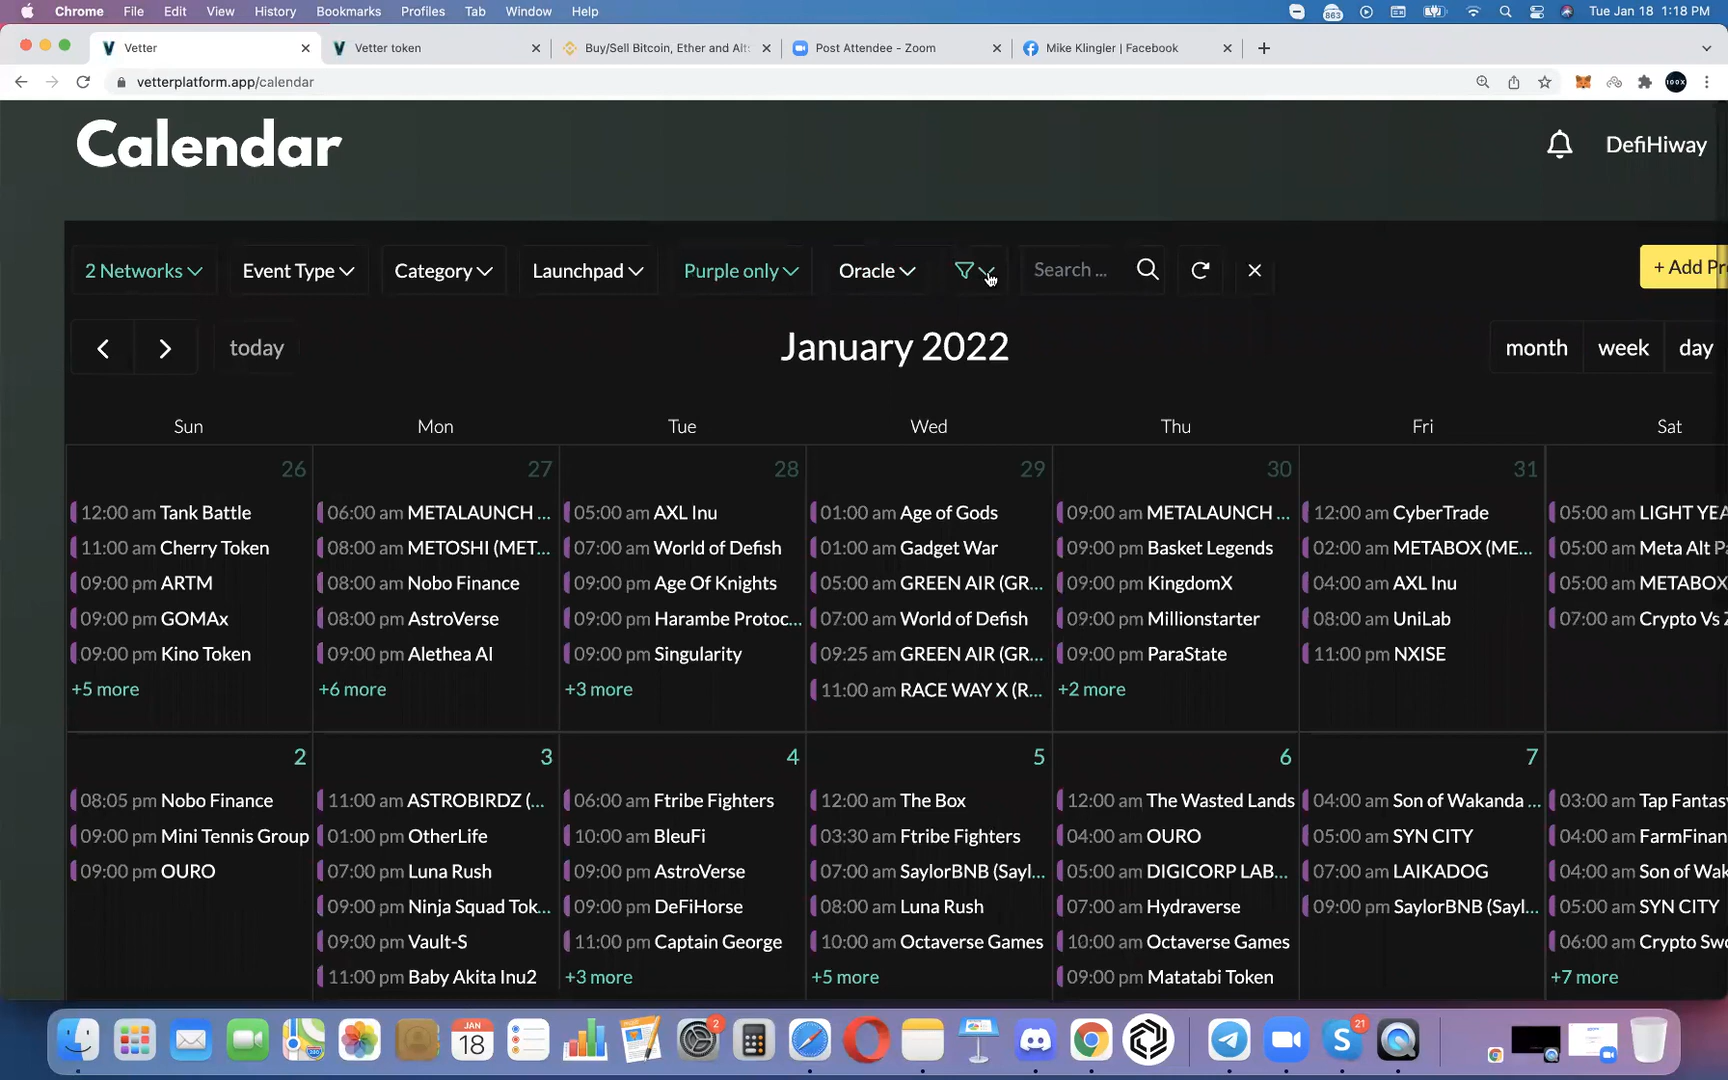 Chrome File Edit View History Bookmarks Profiles Tab Window Help 863 Tue Jan 18 1:18 PM
Vetter Vetter token Buy/Sell Bitcoin, Ether and Alt Post Attendee - Zoom Mike Klingler | Facebook
vetterplatform.app/calendar
Calendar DefiHiway
2 Networks Event Type Category Launchpad Purple only Oracle Search ... + Add Pr
today January 2022 month week day
Sun Mon Tue Wed Thu Fri Sat
26 27 28 29 30 31
12:00 am Tank Battle 06:00 am METALAUNCH ... 05:00 am AXL Inu 01:00 am Age of Gods 09:00 am METALAUNCH ... 12:00 am CyberTrade 05:00 am LIGHT YEA
11:00 am Cherry Token 08:00 am METOSHI (MET... 07:00 am World of Defish 01:00 am Gadget War 09:00 pm Basket Legends 02:00 am METABOX (ME... 05:00 am Meta Alt P
09:00 pm ARTM 08:00 am Nobo Finance 09:00 pm Age Of Knights 05:00 am GREEN AIR (GR... 09:00 pm KingdomX 04:00 am AXL Inu 05:00 am METABOX
09:00 pm GOMAx 08:00 pm AstroVerse 09:00 pm Harambe Protoc... 07:00 am World of Defish 09:00 pm Millionstarter 08:00 am UniLab 07:00 am Crypto Vs Z
09:00 pm Kino Token 09:00 pm Alethea AI 09:00 pm Singularity 09:25 am GREEN AIR (GR... 09:00 pm ParaState 11:00 pm NXISE
+5 more +6 more +3 more 11:00 am RACE WAY X (R... +2 more
2 3 4 5 6 7
08:05 pm Nobo Finance 11:00 am ASTROBIRDZ (... 06:00 am Ftribe Fighters 12:00 am The Box 12:00 am The Wasted Lands 04:00 am Son of Wakanda ... 03:00 am Tap Fantasy
09:00 pm Mini Tennis Group 01:00 pm OtherLife 10:00 am BleuFi 03:30 am Ftribe Fighters 04:00 am OURO 05:00 am SYN CITY 04:00 am FarmFinan
09:00 pm OURO 07:00 pm Luna Rush 09:00 pm AstroVerse 07:00 am SaylorBNB (Sayl... 05:00 am DIGICORP LAB... 07:00 am LAIKADOG 04:00 am Son of Wak
09:00 pm Ninja Squad Tok... 09:00 pm DeFiHorse 08:00 am Luna Rush 07:00 am Hydraverse 09:00 pm SaylorBNB (Sayl... 05:00 am SYN CITY
09:00 pm Vault-S 11:00 pm Captain George 10:00 am Octaverse Games 10:00 am Octaverse Games 06:00 am Crypto Swo
11:00 pm Baby Akita Inu2 +3 more +5 more 09:00 pm Matatabi Token +7 more
JAN 18 2 21